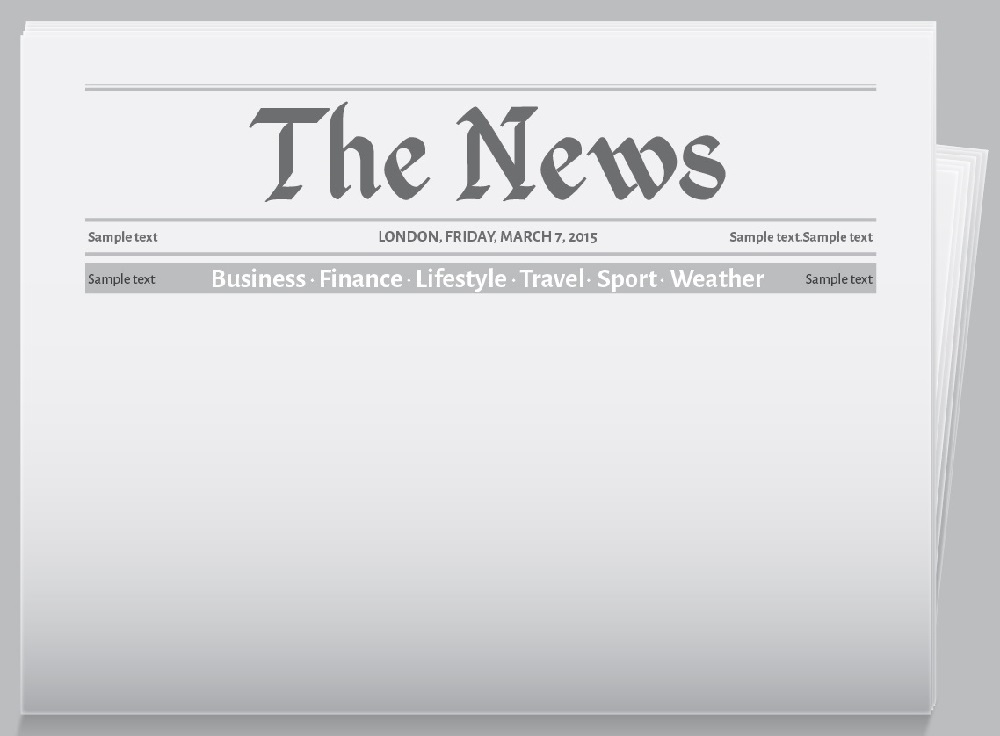 The News
Sample text LONDON, FRIDAY, MARCH 7, 2015 Sample text.Sample text
Sample text Business · Finance · Lifestyle · Travel · Sport · Weather Sample text